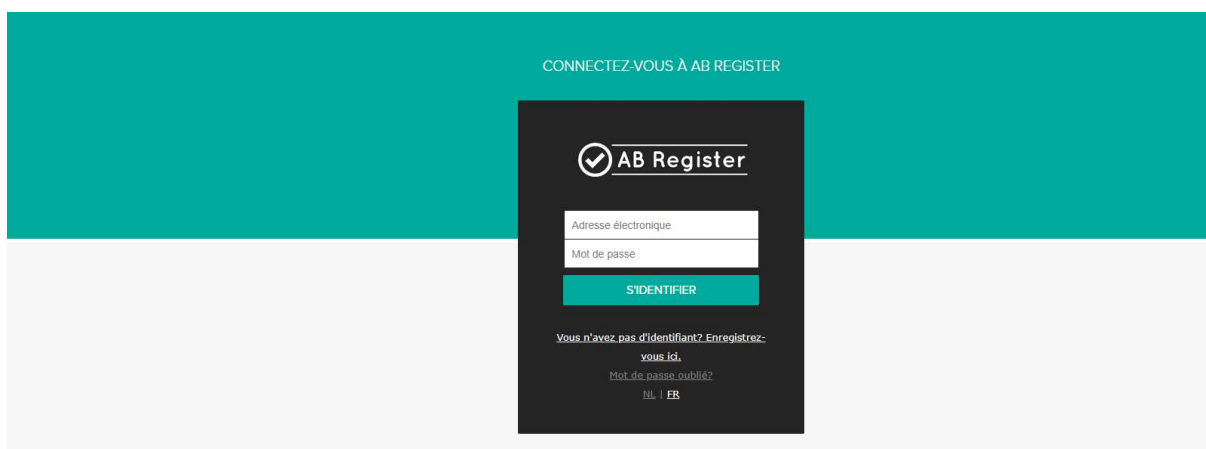 CONNECTEZ-VOUS À AB REGISTER
AB Register
Adresse électronique
Mot de passe
S'IDENTIFIER
Vous n'avez pas d'identifiant? Enregistrez-
vous ici.
Mot de passe oublié?
NL | FR